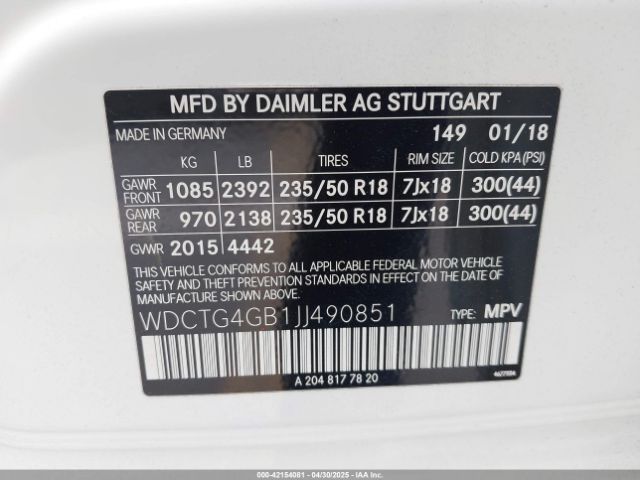 MFD BY DAIMLER AG STUTTGART
MADE IN GERMANY 149 01/18
KG LB TIRES RIM SIZE COLD KPA (PSI)
GAWR FRONT 1085 2392 235/50 R18 7Jx18 300(44)
GAWR REAR 970 2138 235/50 R18 7Jx18 300(44)
GVWR 2015 4442
THIS VEHICLE CONFORMS TO ALL APPLICABLE FEDERAL MOTOR VEHICLE
SAFETY AND THEFT PREVENTION STANDARDS IN EFFECT
ON THE DATE OF MANUFACTURE SHOWN ABOVE.
WDCTG4GB1JJ490851 TYPE: MPV
A 204 817 78 20
000-42154081 - 04/30/2025 - IAAI.COM